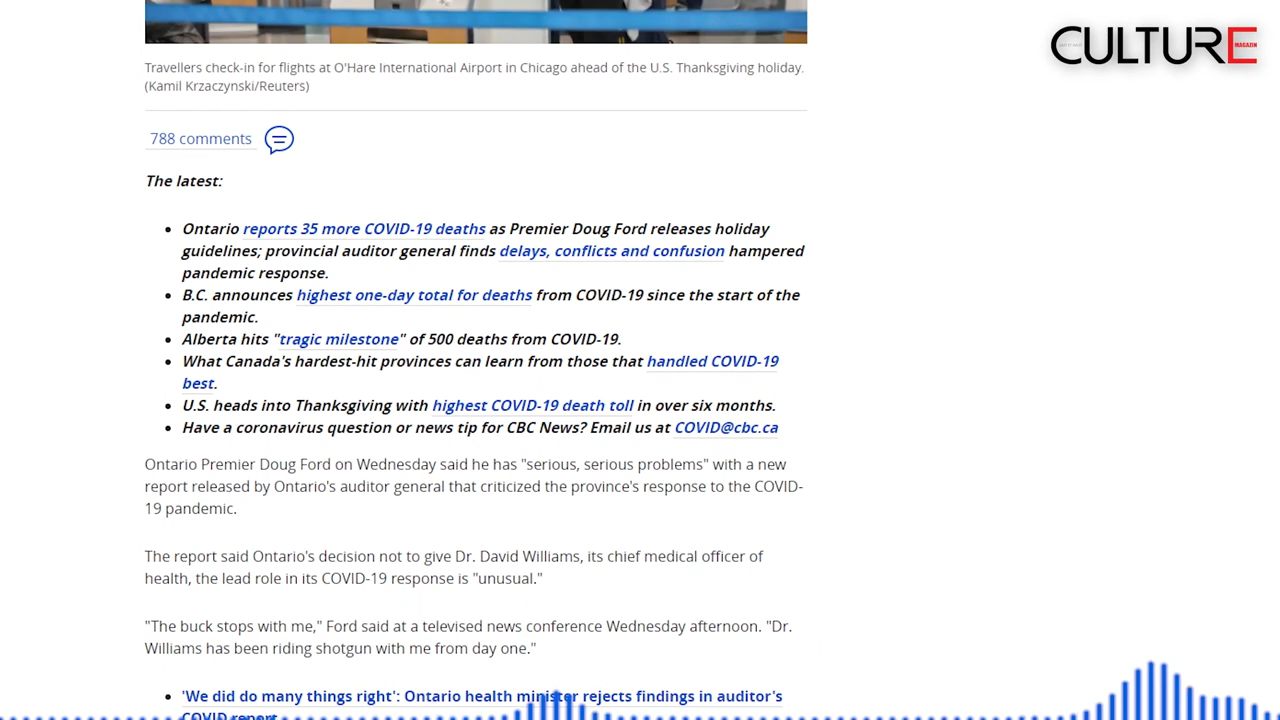 CULTURE
MAGAZIN
Travellers check-in for flights at O'Hare International Airport in Chicago ahead of the U.S. Thanksgiving holiday.
(Kamil Krzaczynski/Reuters)
788 comments
The latest:
• Ontario reports 35 more COVID-19 deaths as Premier Doug Ford releases holiday
guidelines; provincial auditor general finds delays, conflicts and confusion hampered
pandemic response.
• B.C. announces highest one-day total for deaths from COVID-19 since the start of the
pandemic.
• Alberta hits "tragic milestone" of 500 deaths from COVID-19.
• What Canada's hardest-hit provinces can learn from those that handled COVID-19
best.
• U.S. heads into Thanksgiving with highest COVID-19 death toll in over six months.
• Have a coronavirus question or news tip for CBC News? Email us at COVID@cbc.ca
Ontario Premier Doug Ford on Wednesday said he has "serious, serious problems" with a new
report released by Ontario's auditor general that criticized the province's response to the COVID-
19 pandemic.
The report said Ontario's decision not to give Dr. David Williams, its chief medical officer of
health, the lead role in its COVID-19 response is "unusual."
"The buck stops with me," Ford said at a televised news conference Wednesday afternoon. "Dr.
Williams has been riding shotgun with me from day one."
• 'We did do many things right': Ontario health minister rejects findings in auditor's
COVID report